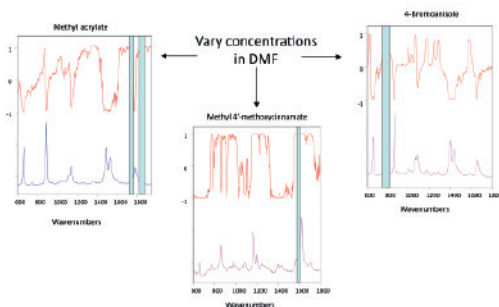 Methyl acrylate
4-Bromoanisole
Vary concentrations
in DMF
Methyl 4'-methoxycinnamate
1
0
-1
600 800 1000 1200 1400 1600 1800
Wavenumbers
1
0
-1
600 800 1000 1200 1400 1600 1800
Wavenumbers
1
0
600 800 1000 1200 1400 1600 1800
Wavenumbers